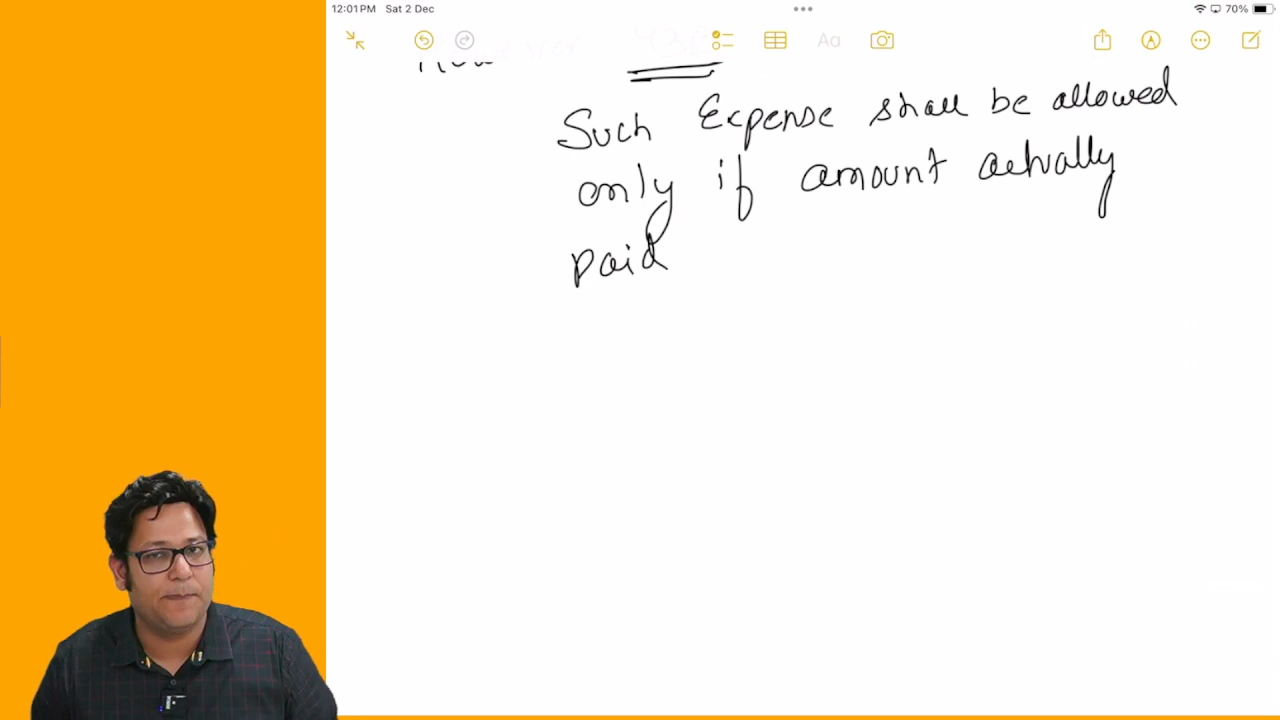 12:01 PM Sat 2 Dec
70%
Aa
Such Expense shall be allowed
only if amount actually
paid